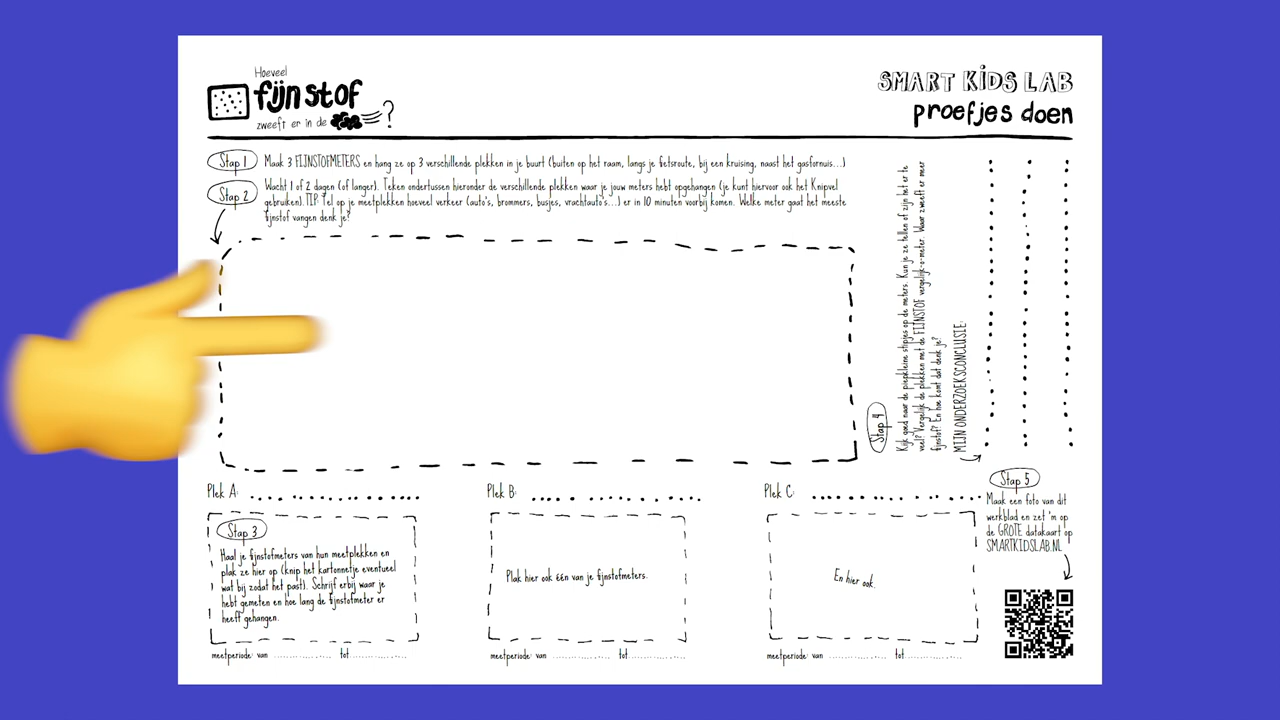 Hoeveel
fijnstof
zweeft er in de ?
SMART KIDS LAB
proefjes doen
Stap 1
Maak 3 FIJNSTOFMETERS en hang ze op 3 verschillende plekken in je buurt (buiten op het raam, langs je fietsroute, bij een kruising, naast het gasfornuis...)
Stap 2
Wacht 1 of 2 dagen (of langer). Teken ondertussen hieronder de verschillende plekken waar je jouw meters hebt opgehangen (je kunt hiervoor ook het Knipvel
gebruiken). TIP: Tel op je meetplekken hoeveel verkeer (auto's, brommers, busjes, vrachtauto's...) er in 10 minuten voorbij komen. Welke meter gaat het meeste
fijnstof vangen denk je?
Plek A:
Stap 3
Haal je fijnstofmeters van hun meetplekken en
plak ze hier op (knip het kartonnetje eventueel
wat bij zodat het past). Schrijf erbij waar je
hebt gemeten en hoe lang de fijnstofmeter er
heeft gehangen.
meetperiode: van ................... tot ..................
Plek B:
Plak hier ook één van je fijnstofmeters.
meetperiode: van ................... tot ..................
Plek C:
En hier ook.
meetperiode: van ................... tot ..................
Stap 4
Kijk goed naar de piepkleine stipjes op de meters. Kun je ze tellen of zijn het er te
veel? Vergelijk de plekken met de FIJNSTOF vergelijk-o-meter. Waar zweeft er meer
fijnstof? En hoe komt dat denk je?
MIJN ONDERZOEKSCONCLUSIE:
Stap 5
Maak een foto van dit
werkblad en zet 'm op
de GROTE datakaart op
SMARTKIDSLAB.NL